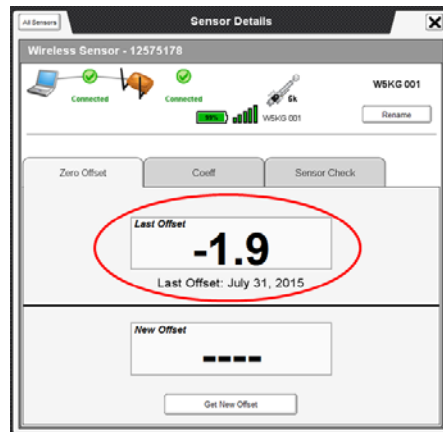 All Sensors
Sensor Details
Wireless Sensor - 12575178
Connected
Connected
5k
W5KG 001
W5KG 001
Rename
Zero Offset
Coeff
Sensor Check
Last Offset
-1.9
Last Offset: July 31, 2015
New Offset
----
Get New Offset